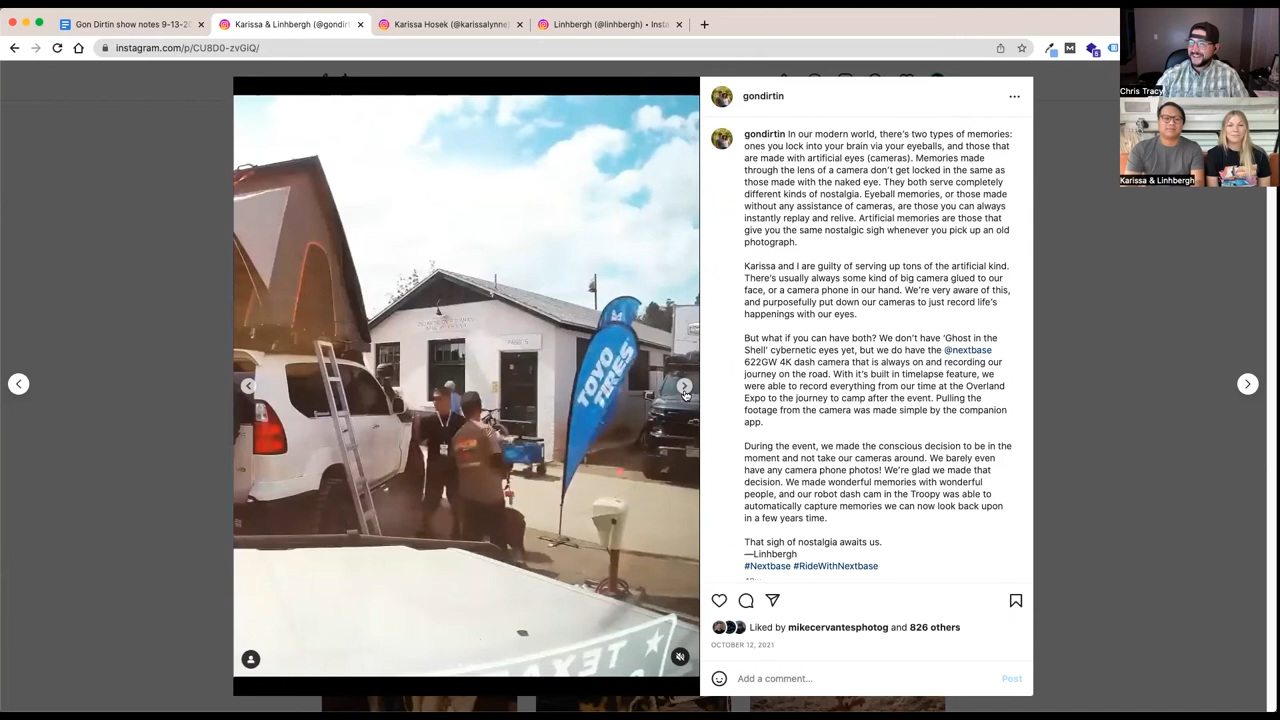 Gon Dirtin show notes 9-13-20
Karissa & Linhbergh (@gondirt
Karissa Hosek (@karissalynne)
Linhbergh (@linhbergh) • Insta
instagram.com/p/CU8D0-zvGiQ/
Chris Tracy
Karissa & Linhbergh
gondirtin
gondirtin In our modern world, there's two types of memories:
ones you lock into your brain via your eyeballs, and those that
are made with artificial eyes (cameras). Memories made
through the lens of a camera don't get locked in the same as
those made with the naked eye. They both serve completely
different kinds of nostalgia. Eyeball memories, or those made
without any assistance of cameras, are those you can always
instantly replay and relive. Artificial memories are those that
give you the same nostalgic sigh whenever you pick up an old
photograph.
Karissa and I are guilty of serving up tons of the artificial kind.
There's usually always some kind of big camera glued to our
face, or a camera phone in our hand. We're very aware of this,
and purposefully put down our cameras to just record life's
happenings with our eyes.
But what if you can have both? We don't have 'Ghost in the
Shell' cybernetic eyes yet, but we do have the @nextbase
622GW 4K dash camera that is always on and recording our
journey on the road. With it's built in timelapse feature, we
were able to record everything from our time at the Overland
Expo to the journey to camp after the event. Pulling the
footage from the camera was made simple by the companion
app.
During the event, we made the conscious decision to be in the
moment and not take our cameras around. We barely even
have any camera phone photos! We're glad we made that
decision. We made wonderful memories with wonderful
people, and our robot dash cam in the Troopy was able to
automatically capture memories we can now look back upon
in a few years time.
That sigh of nostalgia awaits us.
—Linhbergh
#Nextbase #RideWithNextbase
Liked by mikecervantesphotog and 826 others
OCTOBER 12, 2021
Add a comment...
Post
TOYO TIRES
TEXA